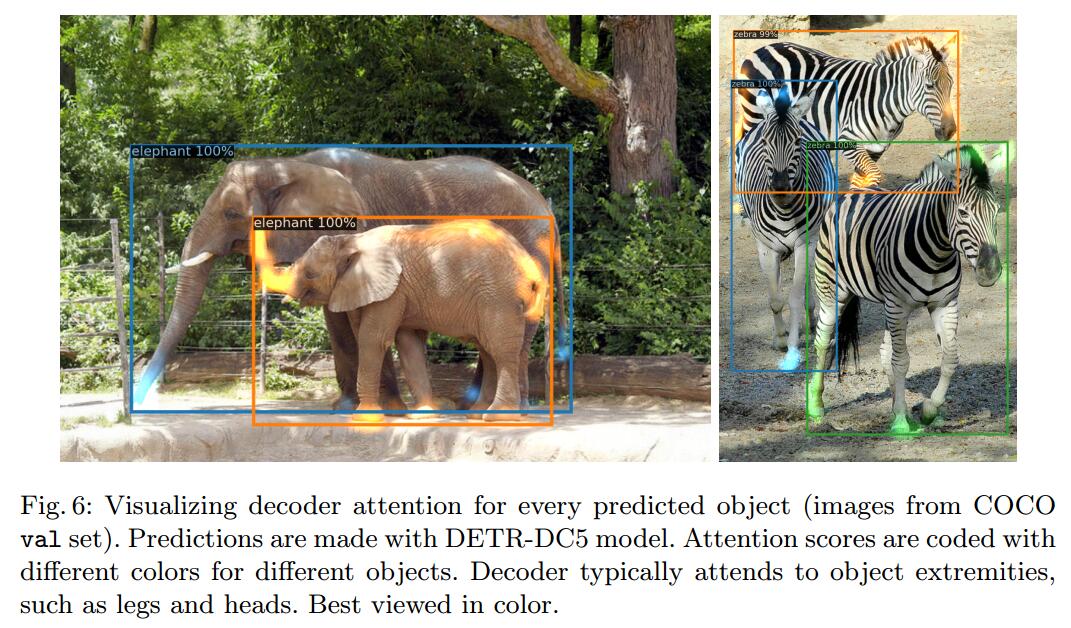 elephant 100%
elephant 100%
zebra 99%
zebra 100%
zebra 100%
Fig. 6: Visualizing decoder attention for every predicted object (images from COCO
val set). Predictions are made with DETR-DC5 model. Attention scores are coded with
different colors for different objects. Decoder typically attends to object extremities,
such as legs and heads. Best viewed in color.